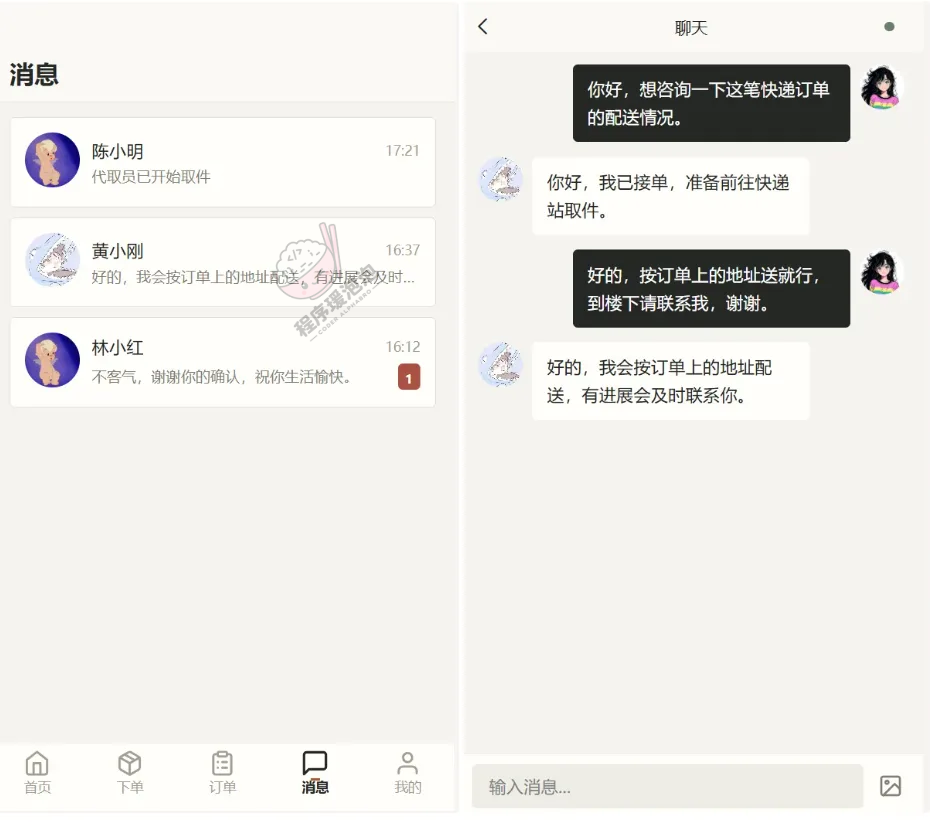 消息
陈小明
17:21
代取员已开始取件
黄小刚
16:37
好的，我会按订单上的地址配送，有进展会及时...
林小红
16:12
不客气，谢谢你的确认，祝你生活愉快。
1
程序瑗泡泡
CODER ALPHABRO
首页
下单
订单
消息
我的
聊天
你好，想咨询一下这笔快递订单
的配送情况。
你好，我已接单，准备前往快递
站取件。
好的，按订单上的地址送就行，
到楼下请联系我，谢谢。
好的，我会按订单上的地址配
送，有进展会及时联系你。
输入消息...